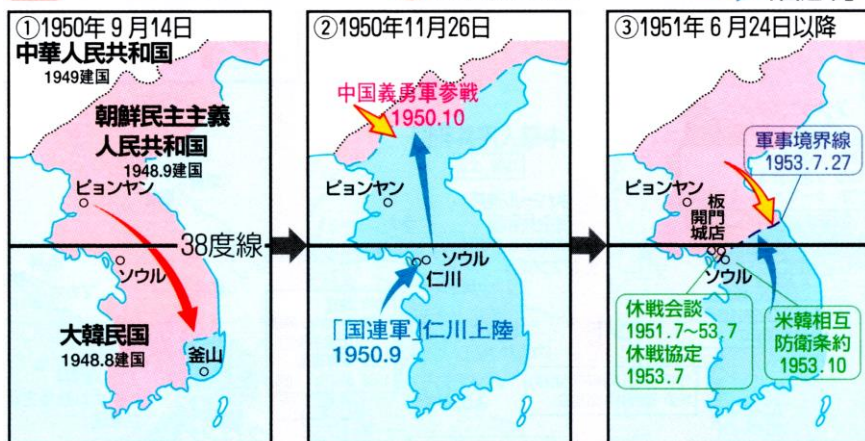 ①1950年9月14日
中華人民共和国
1949建国
朝鮮民主主義
人民共和国
1948.9建国
ピョンヤン
38度線
ソウル
大韓民国
1948.8建国
釜山
②1950年11月26日
中国義勇軍参戦
1950.10
ピョンヤン
ソウル
仁川
「国連軍」仁川上陸
1950.9
③1951年6月24日以降
軍事境界線
1953.7.27
ピョンヤン
板門店
開城
ソウル
休戦会談
1951.7~53.7
休戦協定
1953.7
米韓相互
防衛条約
1953.10